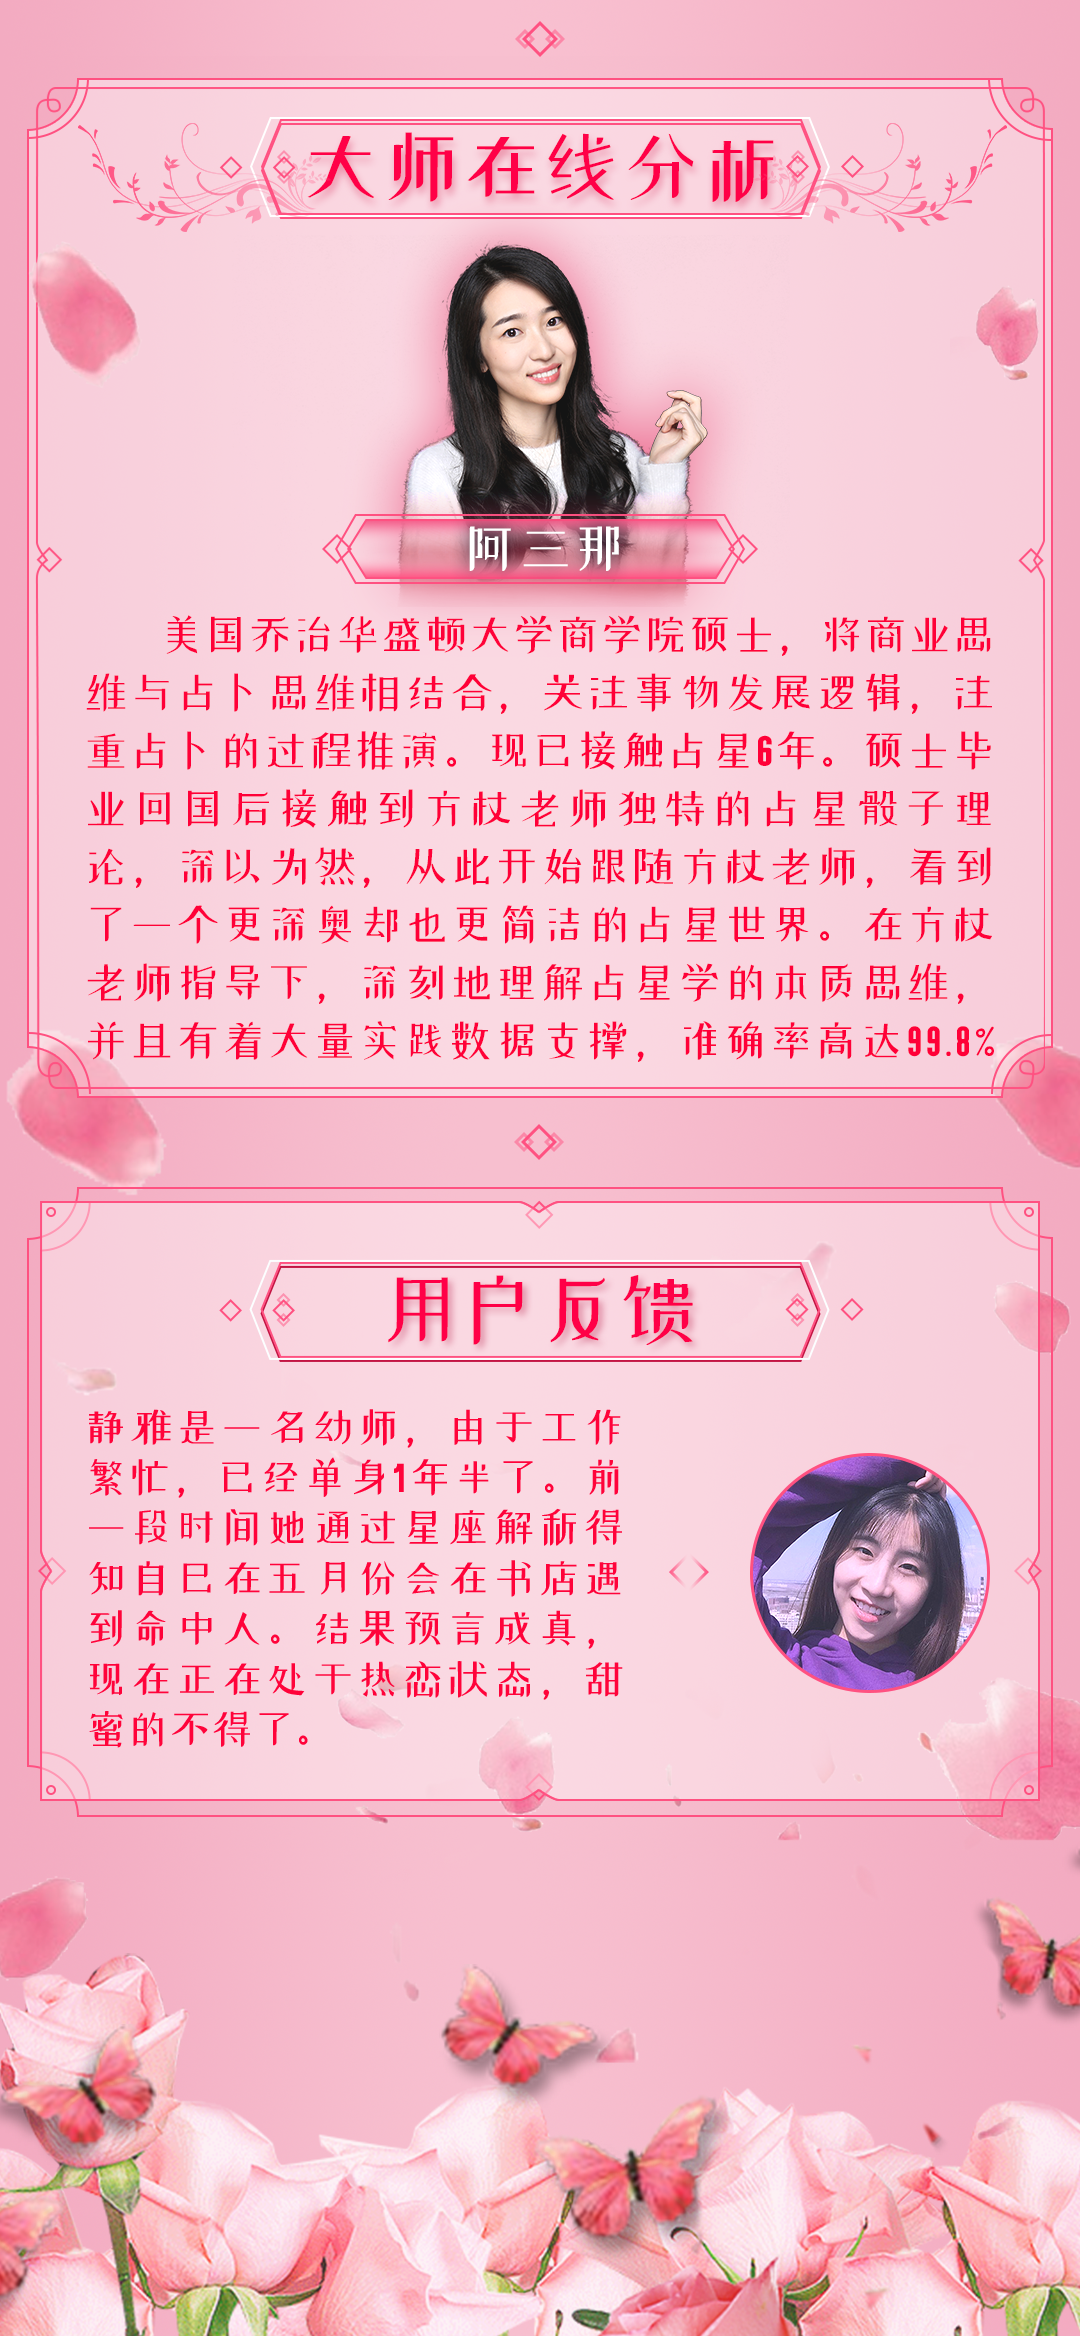 大师在线分析
阿三那
美国乔治华盛顿大学商学院硕士，将商业思
维与占卜思维相结合，关注事物发展逻辑，注
重占卜的过程推演。现已接触占星6年。硕士毕
业回国后接触到方杖老师独特的占星骰子理
论，深以为然，从此开始跟随方杖老师，看到
了一个更深奥却也更简洁的占星世界。在方杖
老师指导下，深刻地理解占星学的本质思维，
并且有着大量实践数据支撑，准确率高达99.8%
用户反馈
静雅是一名幼师，由于工作
繁忙，已经单身1年半了。前
一段时间她通过星座解析得
知自已在五月份会在书店遇
到命中人。结果预言成真，
现在正在处于热恋状态，甜
蜜的不得了。